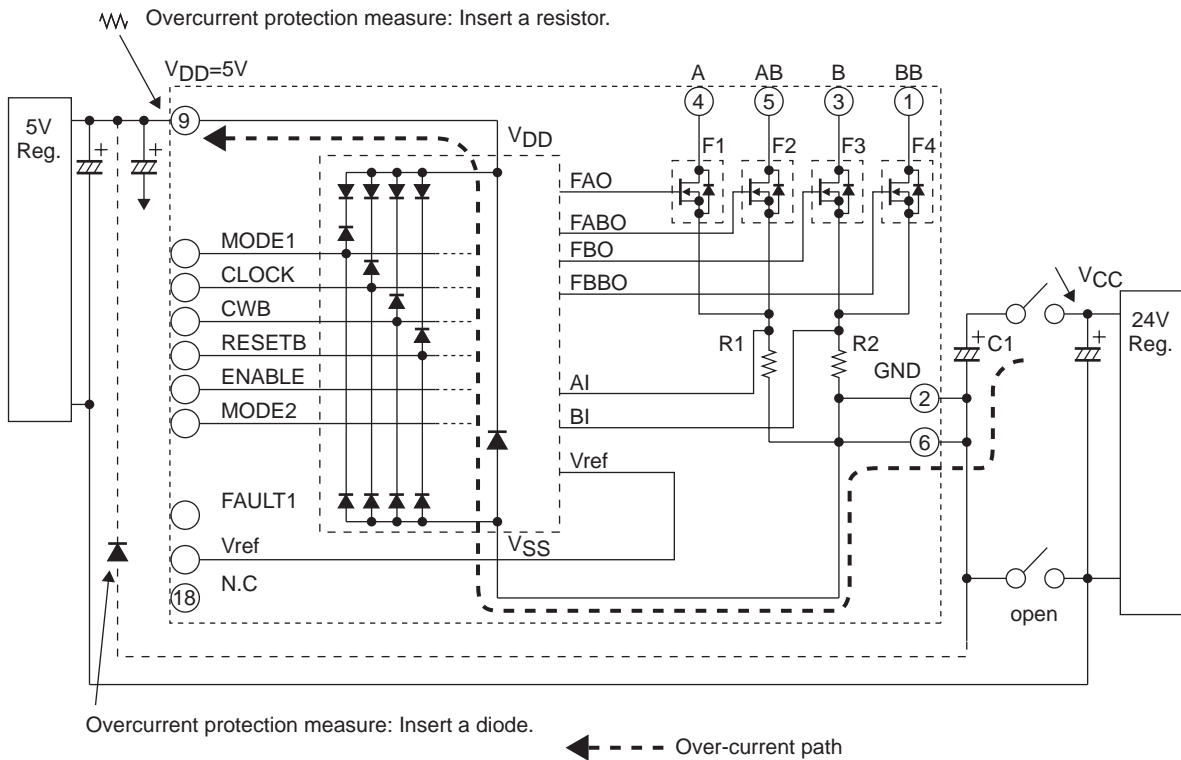 Overcurrent protection measure: Insert a resistor.
VDD=5V
A AB B BB
4 5 3 1
5V
Reg.
9
VDD
F1 F2 F3 F4
FAO
FABO
FBO
FBBO
MODE1
CLOCK
CWB
RESETB
ENABLE
MODE2
R1 R2
AI
BI
Vref
GND
2
6
+
+
+
C1
+
VCC
24V
Reg.
FAULT1
Vref
VSS
N.C
18
open
Overcurrent protection measure: Insert a diode.
Over-current path